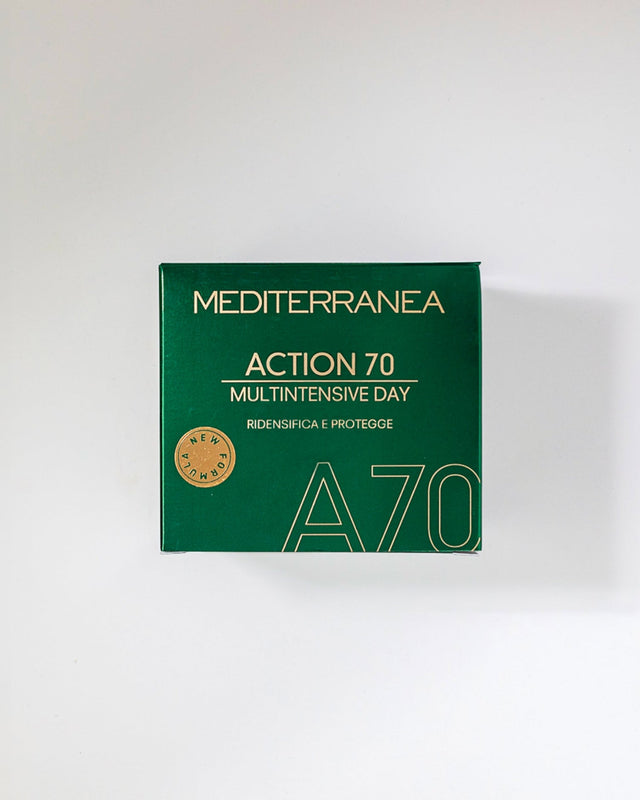 MEDITERRANEA
ACTION 70
MULTINTENSIVE DAY
RIDENSIFICA E PROTEGGE
NEW FORMULA
A70